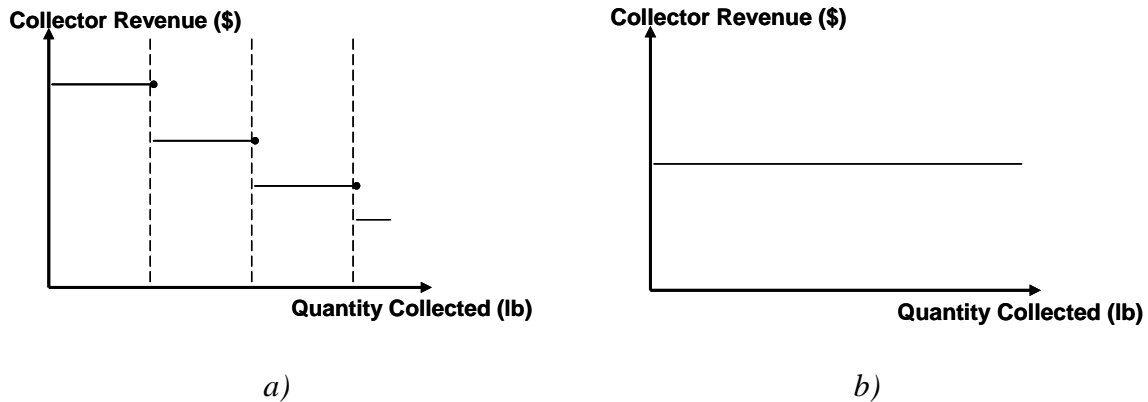 Collector Revenue ($)
Quantity Collected (lb)
a)
Collector Revenue ($)
Quantity Collected (lb)
b)